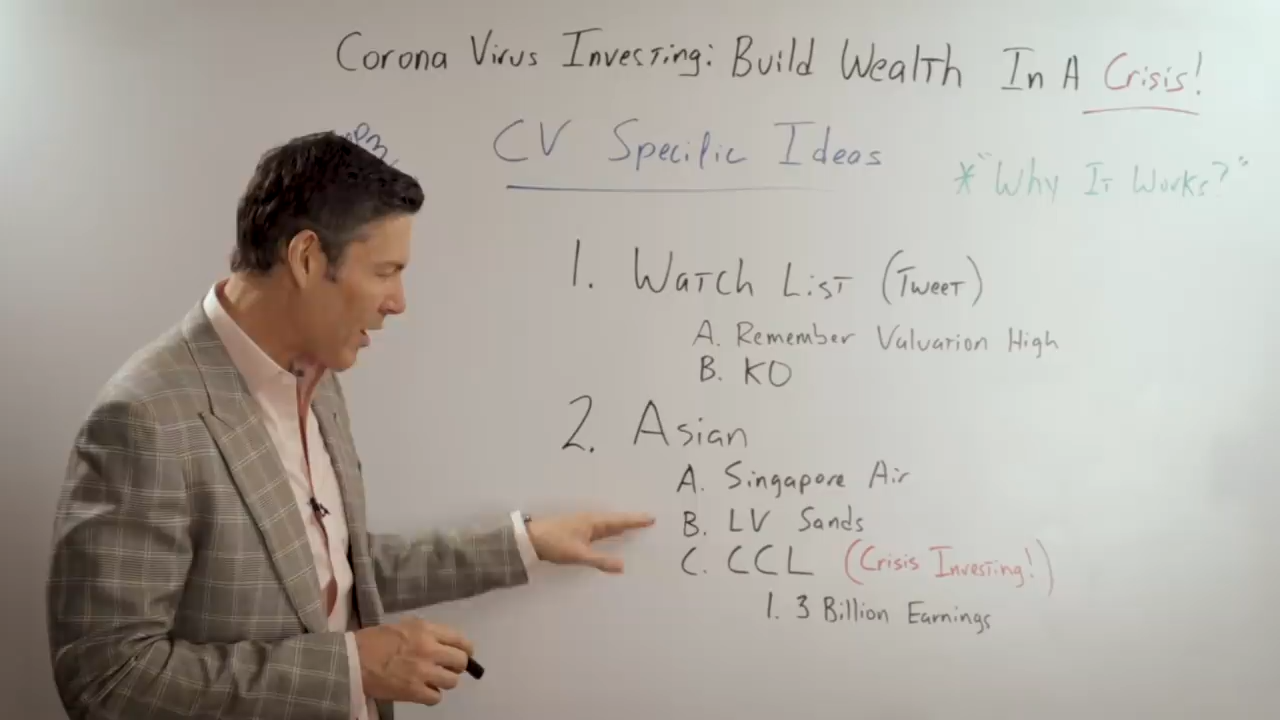 Corona Virus Investing: Build Wealth In A Crisis!
CV Specific Ideas
* "Why It Works?"
1. Watch List (Tweet)
A. Remember Valuation High
B. KO
2. Asian
A. Singapore Air
B. LV Sands
C. CCL (Crisis Investing!)
1. 3 Billion Earnings